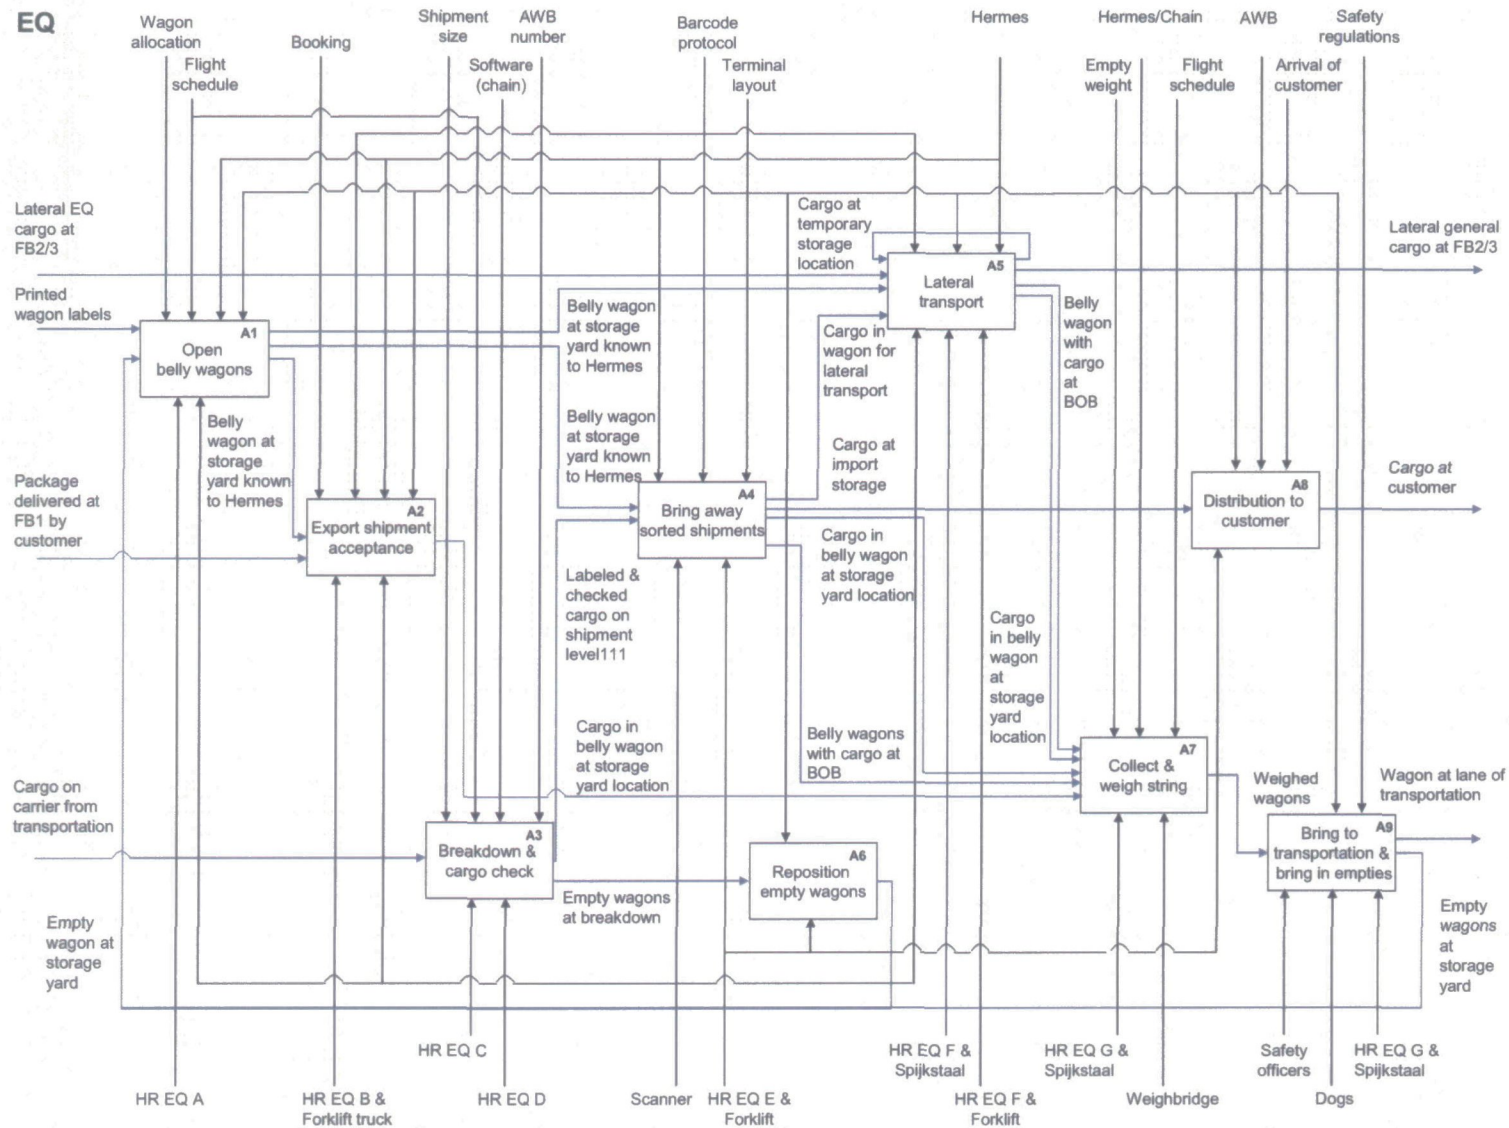 EQ
Wagon
allocation
Flight
schedule
Booking
Shipment
size
AWB
number
Software
(chain)
Barcode
protocol
Terminal
layout
Hermes
Hermes/Chain
AWB
Safety
regulations
Empty
weight
Flight
schedule
Arrival of
customer
Lateral EQ
cargo at
FB2/3
Cargo at
temporary
storage
location
Lateral general
cargo at FB2/3
A5
Lateral
transport
Printed
wagon labels
A1
Open
belly wagons
Belly wagon
at storage
yard known
to Hermes
Cargo in
wagon for
lateral
transport
Belly
wagon
with
cargo
at
BOB
Belly
wagon at
storage
yard known
to Hermes
Belly wagon
at storage
yard known
to Hermes
Cargo at
import
storage
Package
delivered at
FB1 by
customer
A2
Export shipment
acceptance
A4
Bring away
sorted shipments
A8
Distribution to
customer
Cargo at
customer
Cargo in
belly wagon
at storage
yard location
Labeled &
checked
cargo on
shipment
level111
Cargo
in belly
wagon
at
storage
yard
location
Cargo in
belly wagon
at storage
yard location
Belly wagons
with cargo at
BOB
A7
Collect &
weigh string
Weighed
wagons
Wagon at lane of
transportation
Cargo on
carrier from
transportation
A3
Breakdown &
cargo check
A6
Reposition
empty wagons
A9
Bring to
transportation &
bring in empties
Empty wagons
at breakdown
Empty
wagon at
storage
yard
Empty
wagons
at
storage
yard
HR EQ C
HR EQ F &
Spijkstaal
HR EQ G &
Spijkstaal
Safety
officers
HR EQ G &
Spijkstaal
HR EQ A
HR EQ B &
Forklift truck
HR EQ D
Scanner
HR EQ E &
Forklift
HR EQ F &
Forklift
Weighbridge
Dogs